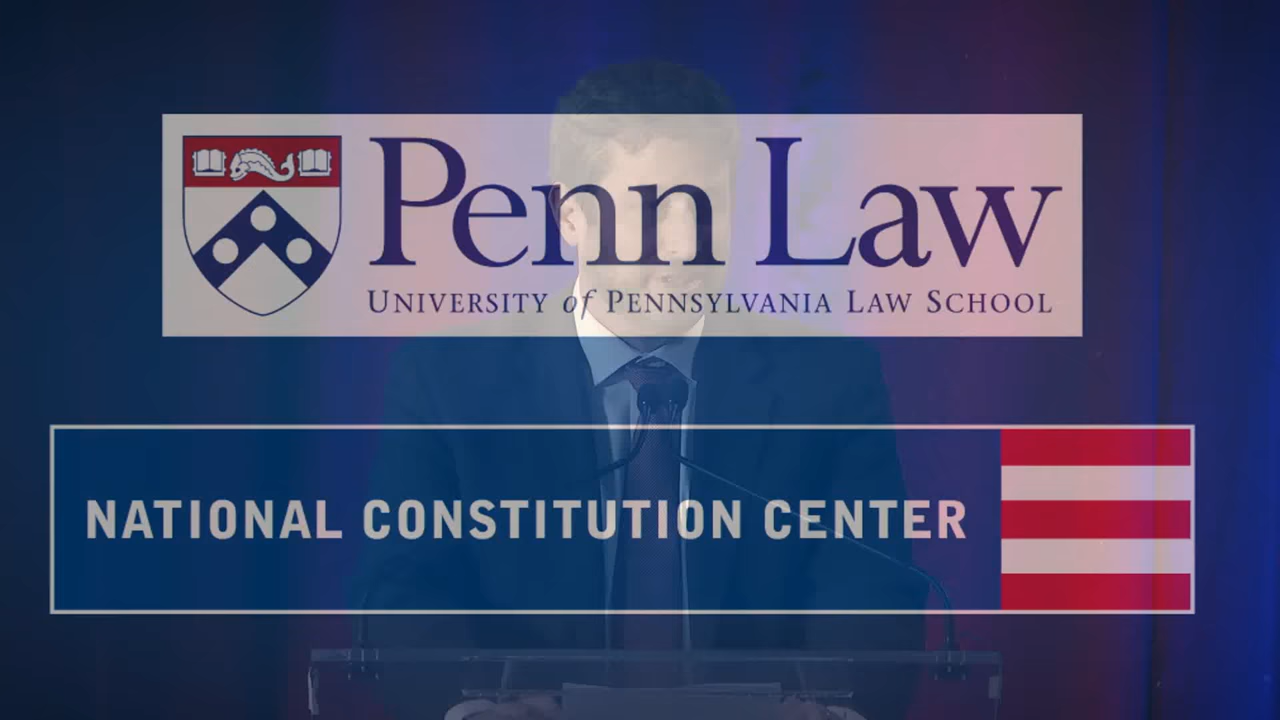 Penn Law
UNIVERSITY of PENNSYLVANIA LAW SCHOOL
NATIONAL CONSTITUTION CENTER